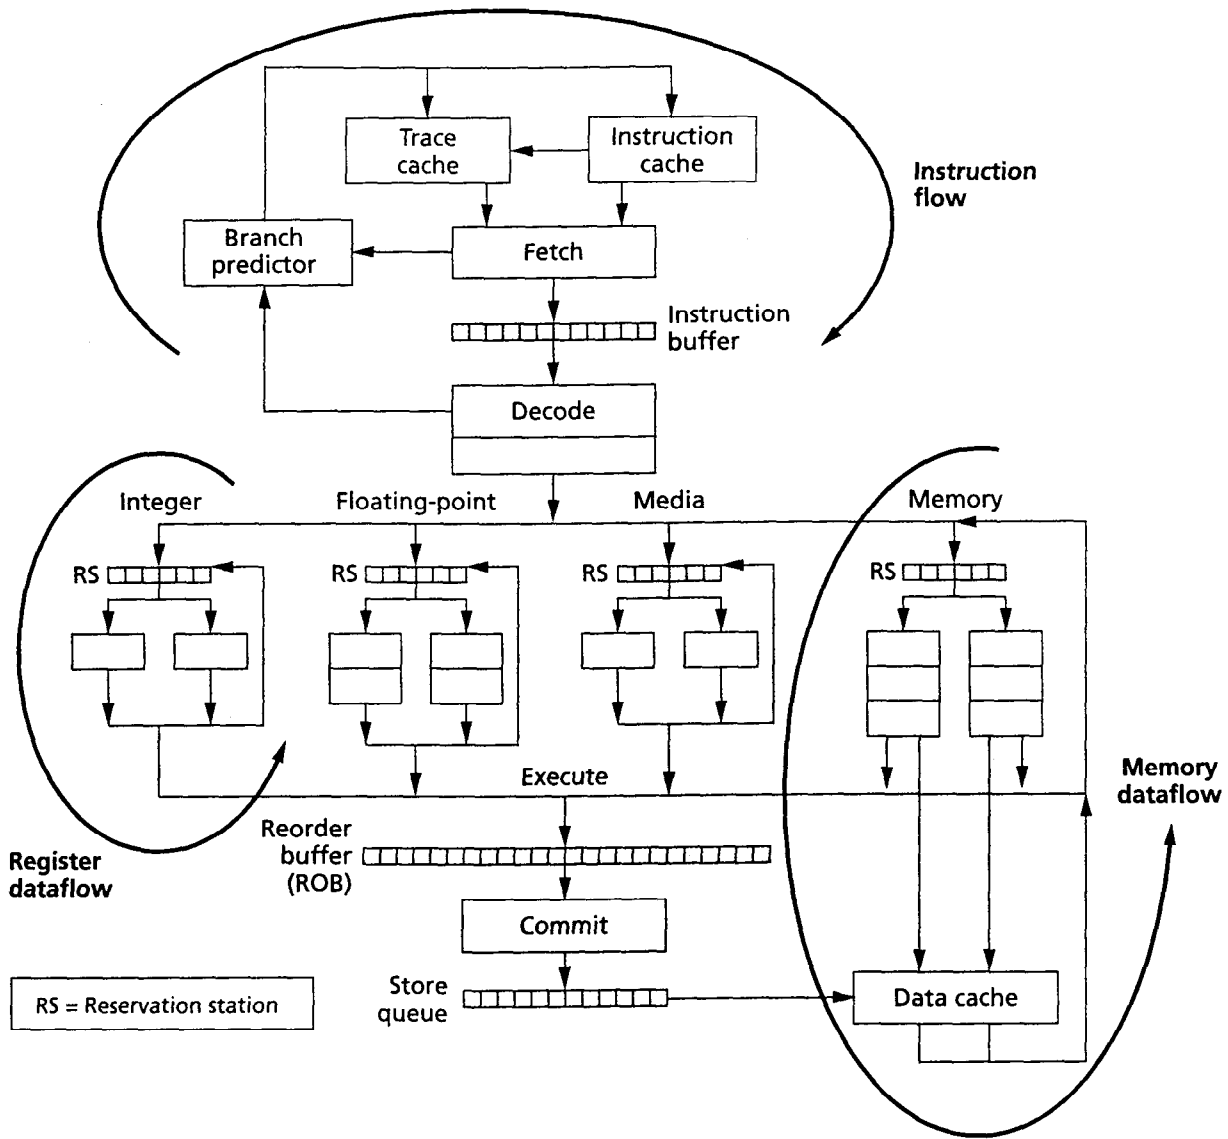 Trace
cache
Instruction
cache
Instruction
flow
Branch
predictor
Fetch
Instruction
buffer
Decode
Integer
Floating-point
Media
Memory
RS
RS
RS
RS
Execute
Memory
dataflow
Reorder
buffer
(ROB)
Register
dataflow
Commit
Store
queue
Data cache
RS = Reservation station